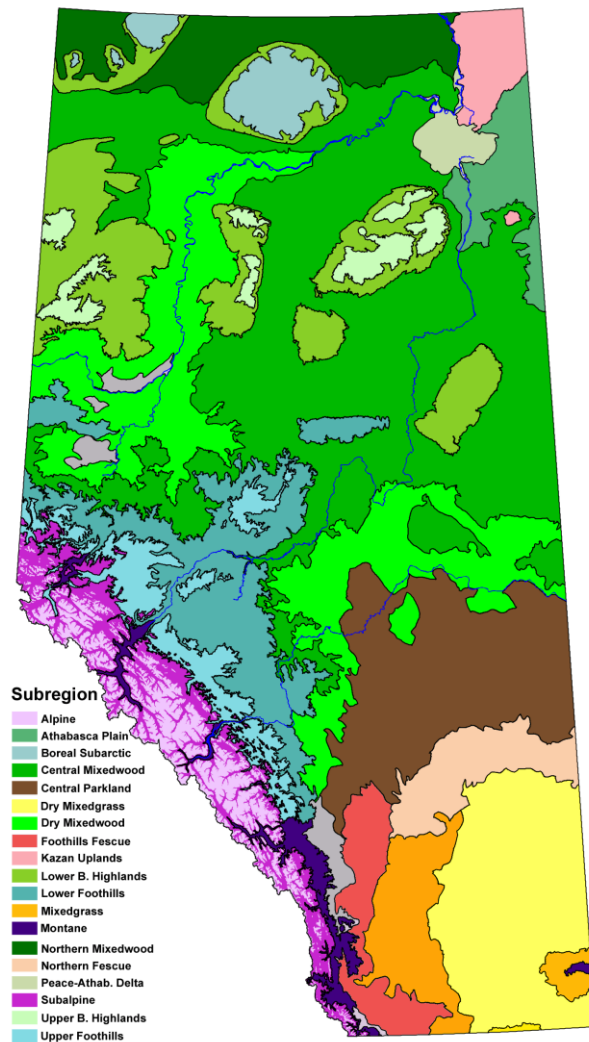 Subregion
Alpine
Athabasca Plain
Boreal Subarctic
Central Mixedwood
Central Parkland
Dry Mixedgrass
Dry Mixedwood
Foothills Fescue
Kazan Uplands
Lower B. Highlands
Lower Foothills
Mixedgrass
Montane
Northern Mixedwood
Northern Fescue
Peace-Athab. Delta
Subalpine
Upper B. Highlands
Upper Foothills